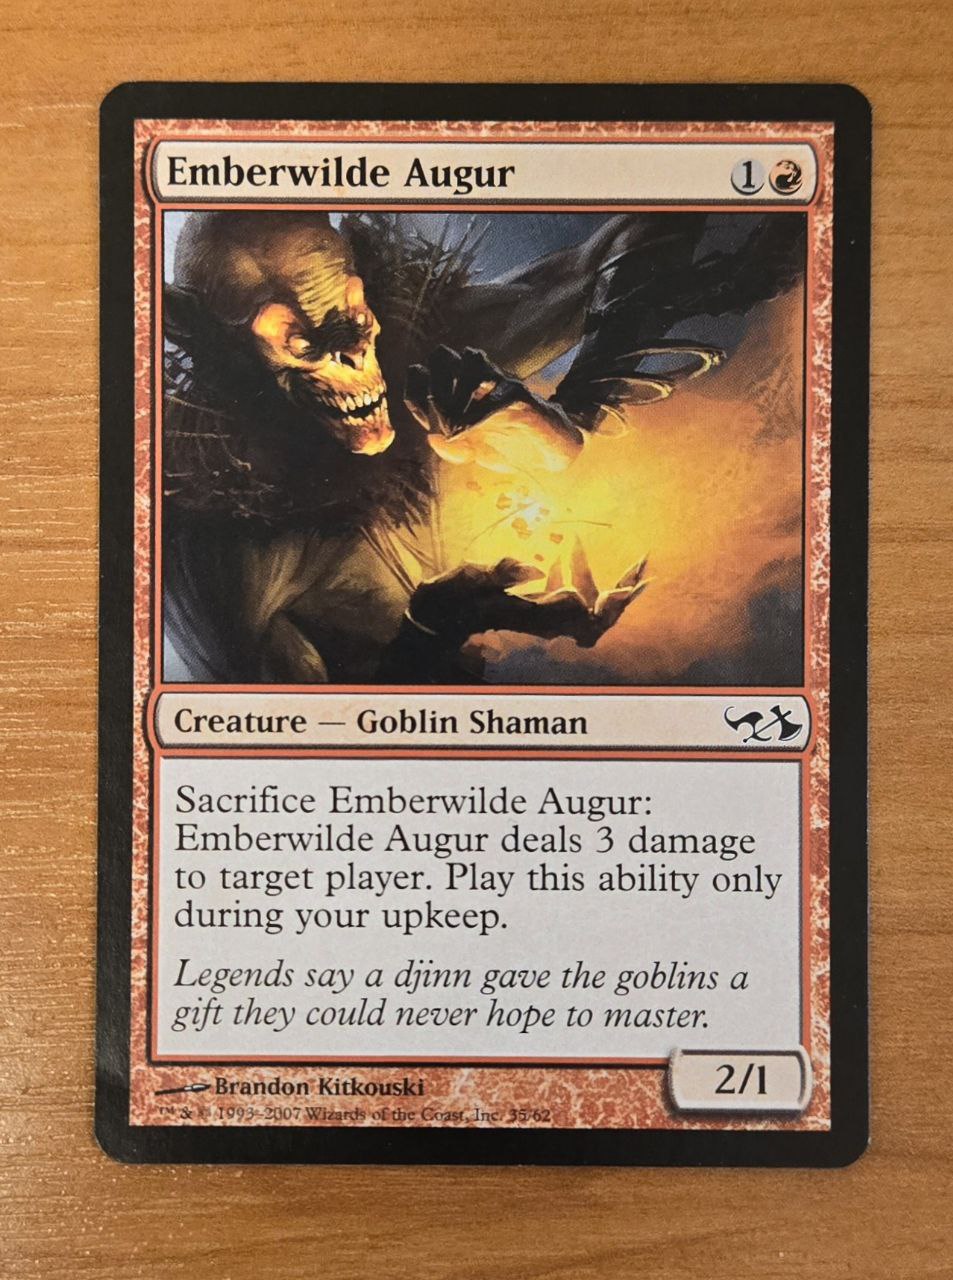 Emberwilde Augur 1
Creature — Goblin Shaman
Sacrifice Emberwilde Augur:
Emberwilde Augur deals 3 damage
to target player. Play this ability only
during your upkeep.
Legends say a djinn gave the goblins a
gift they could never hope to master.
2/1
Brandon Kitkouski
™ & © 1993–2007 Wizards of the Coast, Inc. 35/62